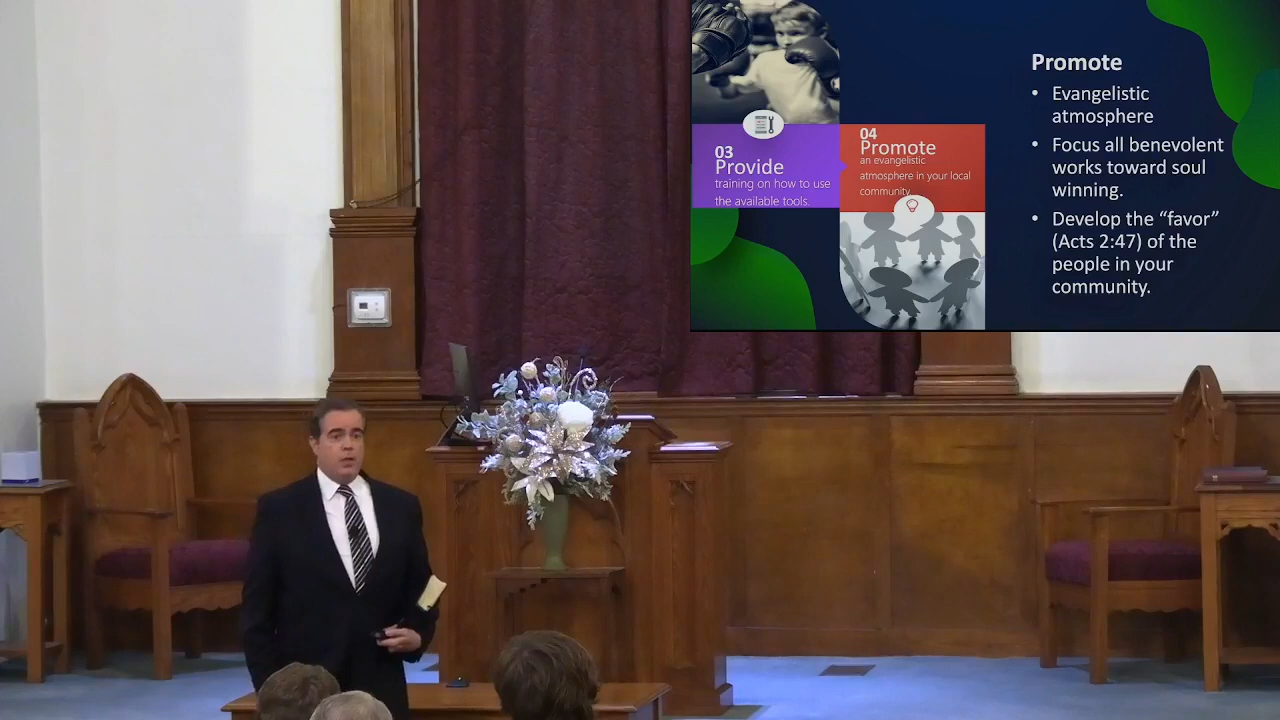 03
Provide
training on how to use
the available tools.
04
Promote
an evangelistic
atmosphere in your local
community.
Promote
• Evangelistic
atmosphere
• Focus all benevolent
works toward soul
winning.
• Develop the “favor”
(Acts 2:47) of the
people in your
community.